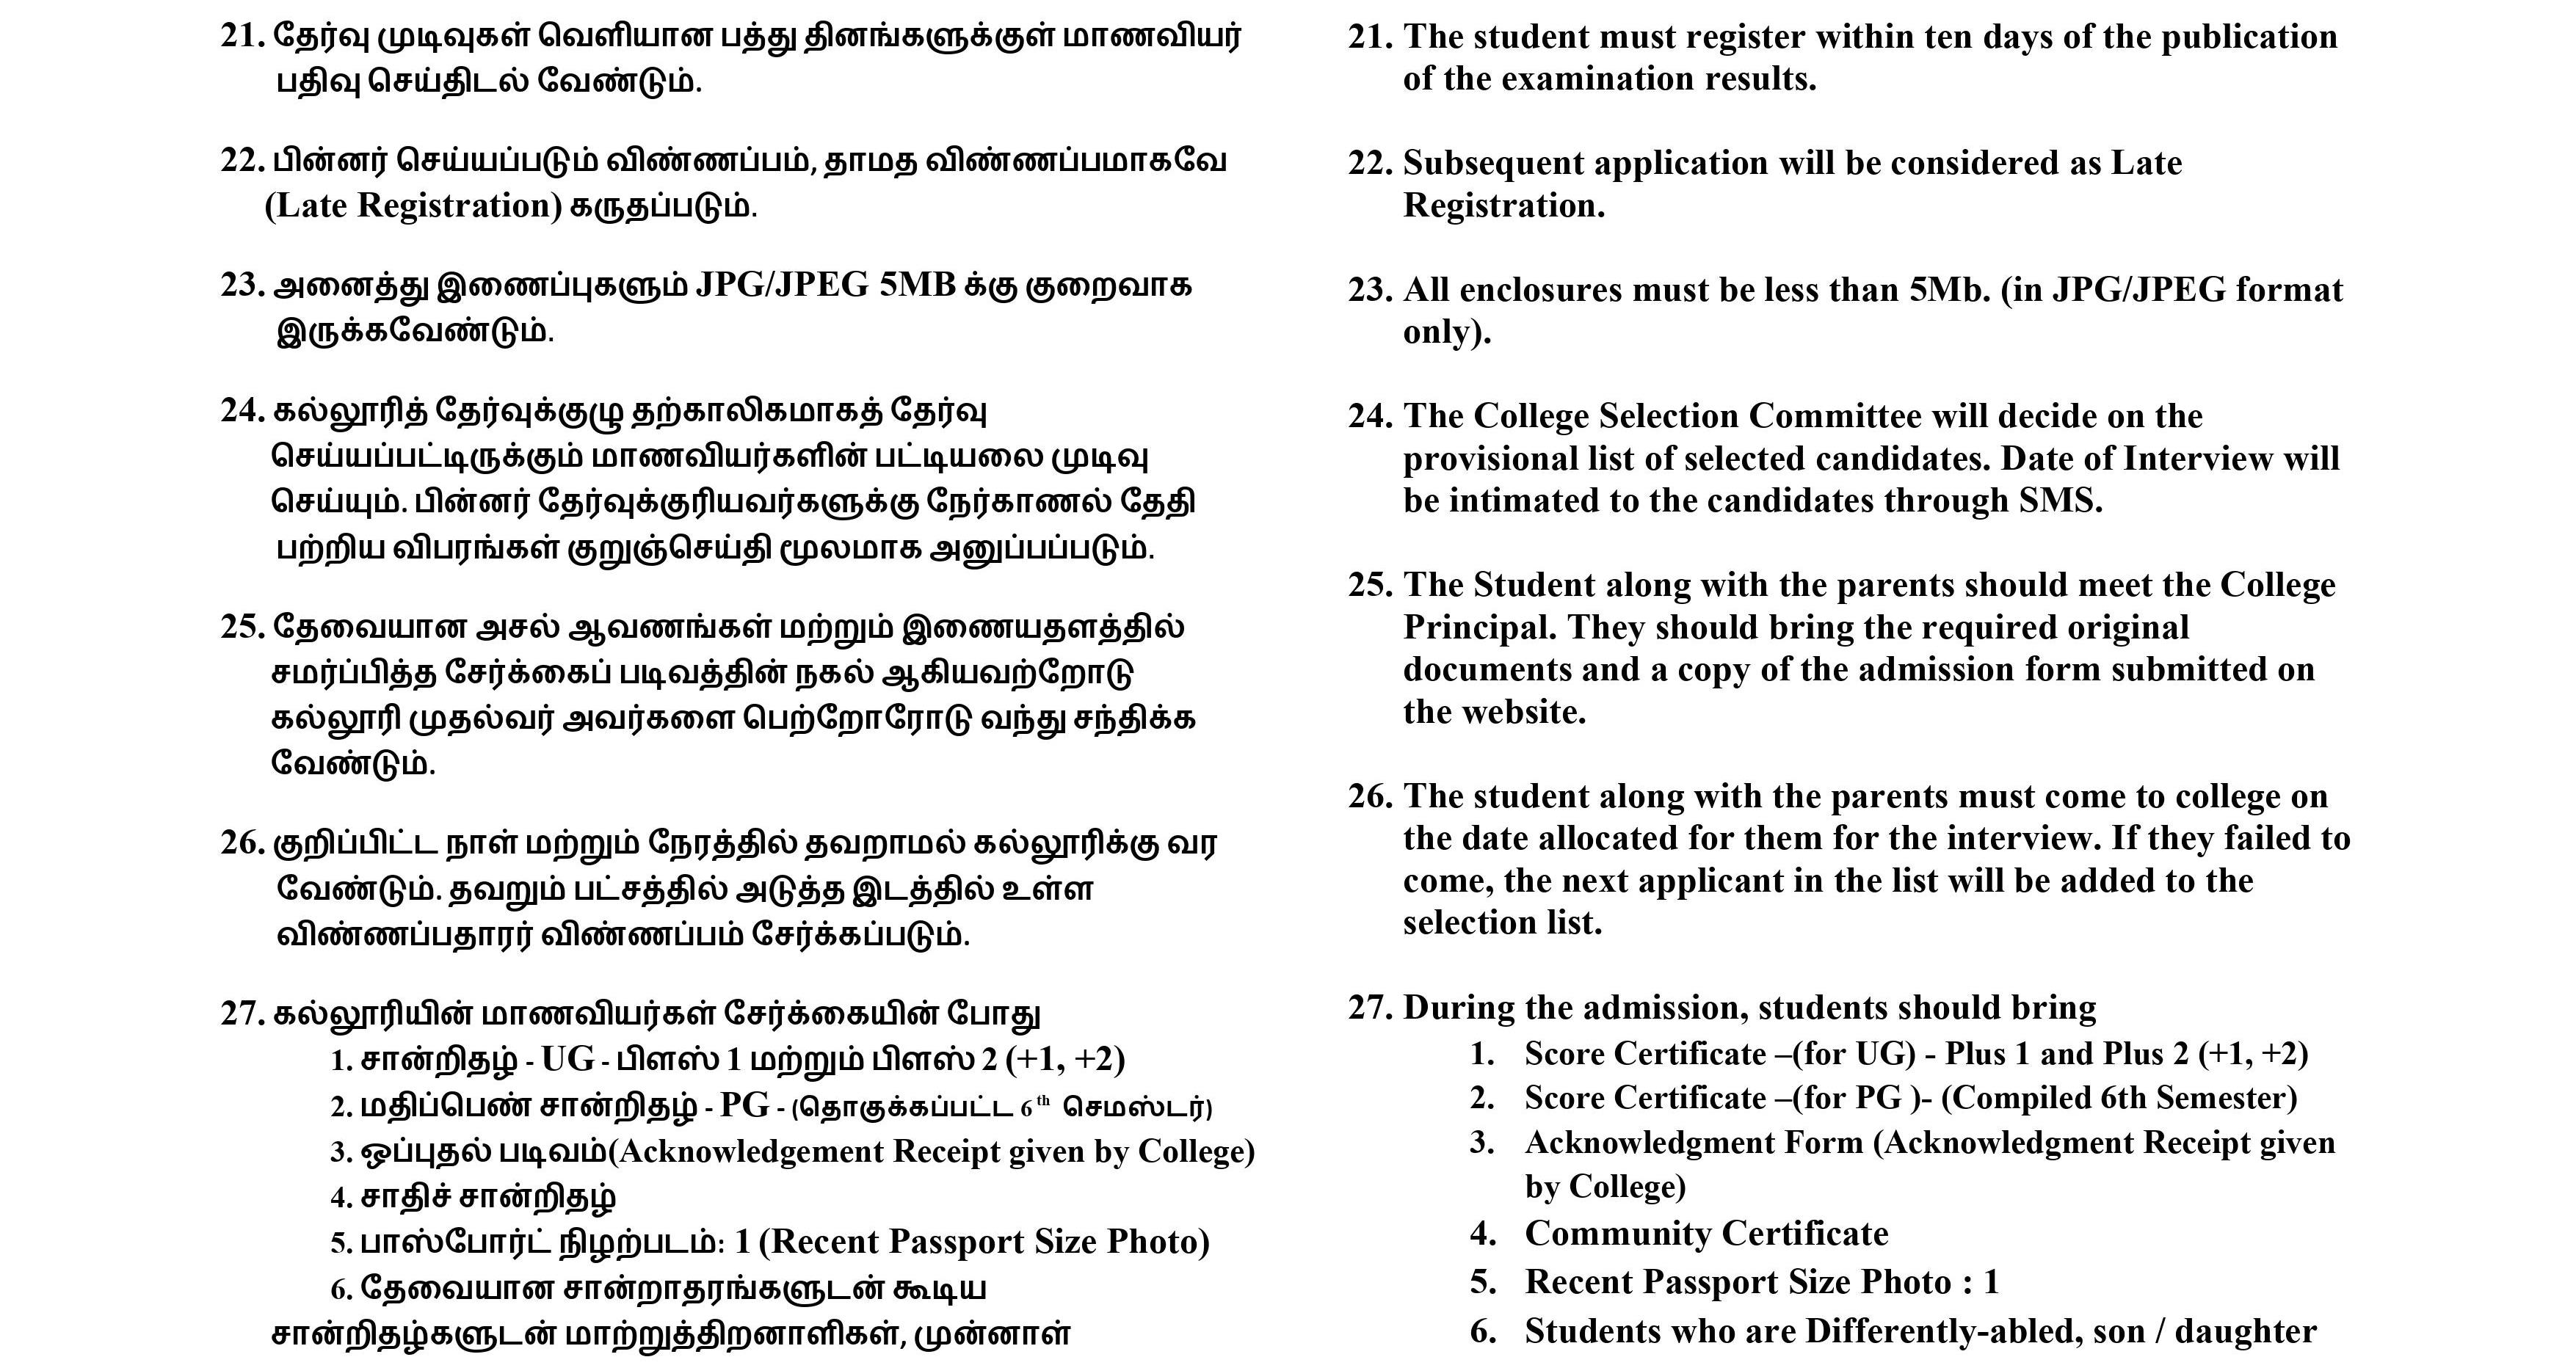 21. தேர்வு முடிவுகள் வெளியான பத்து தினங்களுக்குள் மாணவியர்
பதிவு செய்திடல் வேண்டும்.
22. பின்னர் செய்யப்படும் விண்ணப்பம், தாமத விண்ணப்பமாகவே
(Late Registration) கருதப்படும்.
23. அனைத்து இணைப்புகளும் JPG/JPEG 5MB க்கு குறைவாக
இருக்கவேண்டும்.
24. கல்லூரித் தேர்வுக்குழு தற்காலிகமாகத் தேர்வு
செய்யப்பட்டிருக்கும் மாணவியர்களின் பட்டியலை முடிவு
செய்யும். பின்னர் தேர்வுக்குரியவர்களுக்கு நேர்காணல் தேதி
பற்றிய விபரங்கள் குறுஞ்செய்தி மூலமாக அனுப்பப்படும்.
25. தேவையான அசல் ஆவணங்கள் மற்றும் இணையதளத்தில்
சமர்ப்பித்த சேர்க்கைப் படிவத்தின் நகல் ஆகியவற்றோடு
கல்லூரி முதல்வர் அவர்களை பெற்றோரோடு வந்து சந்திக்க
வேண்டும்.
26. குறிப்பிட்ட நாள் மற்றும் நேரத்தில் தவறாமல் கல்லூரிக்கு வர
வேண்டும். தவறும் பட்சத்தில் அடுத்த இடத்தில் உள்ள
விண்ணப்பதாரர் விண்ணப்பம் சேர்க்கப்படும்.
27. கல்லூரியின் மாணவியர்கள் சேர்க்கையின் போது
1. சான்றிதழ் - UG - பிளஸ் 1 மற்றும் பிளஸ் 2 (+1, +2)
2. மதிப்பெண் சான்றிதழ் - PG - (தொகுக்கப்பட்ட 6 th செமஸ்டர்)
3. ஒப்புதல் படிவம்(Acknowledgement Receipt given by College)
4. சாதிச் சான்றிதழ்
5. பாஸ்போர்ட் நிழற்படம்: 1 (Recent Passport Size Photo)
6. தேவையான சான்றாதரங்களுடன் கூடிய
சான்றிதழ்களுடன் மாற்றுத்திறனாளிகள், முன்னாள்
21. The student must register within ten days of the publication
of the examination results.
22. Subsequent application will be considered as Late
Registration.
23. All enclosures must be less than 5Mb. (in JPG/JPEG format
only).
24. The College Selection Committee will decide on the
provisional list of selected candidates. Date of Interview will
be intimated to the candidates through SMS.
25. The Student along with the parents should meet the College
Principal. They should bring the required original
documents and a copy of the admission form submitted on
the website.
26. The student along with the parents must come to college on
the date allocated for them for the interview. If they failed to
come, the next applicant in the list will be added to the
selection list.
27. During the admission, students should bring
1. Score Certificate –(for UG) - Plus 1 and Plus 2 (+1, +2)
2. Score Certificate –(for PG )- (Compiled 6th Semester)
3. Acknowledgment Form (Acknowledgment Receipt given
by College)
4. Community Certificate
5. Recent Passport Size Photo : 1
6. Students who are Differently-abled, son / daughter